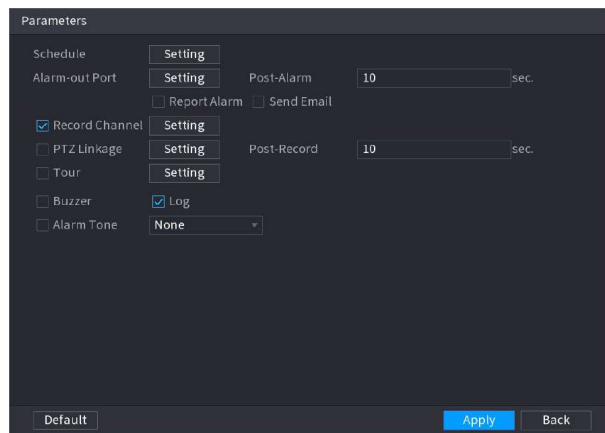 Parameters
Schedule Setting
Alarm-out Port Setting Post-Alarm 10 sec.
Report Alarm Send Email
Record Channel Setting
PTZ Linkage Setting Post-Record 10 sec.
Tour Setting
Buzzer Log
Alarm Tone None
Default Apply Back